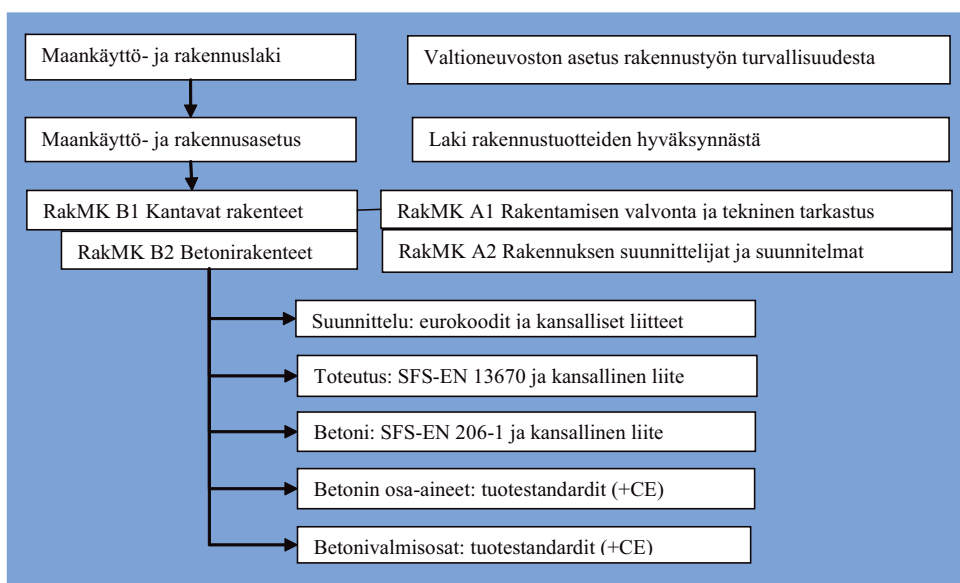 Maankäyttö- ja rakennuslaki
Valtioneuvoston asetus rakennustyön turvallisuudesta
Maankäyttö- ja rakennusasetus
Laki rakennustuotteiden hyväksynnästä
RakMK B1 Kantavat rakenteet
RakMK A1 Rakentamisen valvonta ja tekninen tarkastus
RakMK B2 Betonirakenteet
RakMK A2 Rakennuksen suunnittelijat ja suunnitelmat
Suunnittelu: eurokoodit ja kansalliset liitteet
Toteutus: SFS-EN 13670 ja kansallinen liite
Betoni: SFS-EN 206-1 ja kansallinen liite
Betonin osa-aineet: tuotestandardit (+CE)
Betonivalmisosat: tuotestandardit (+CE)